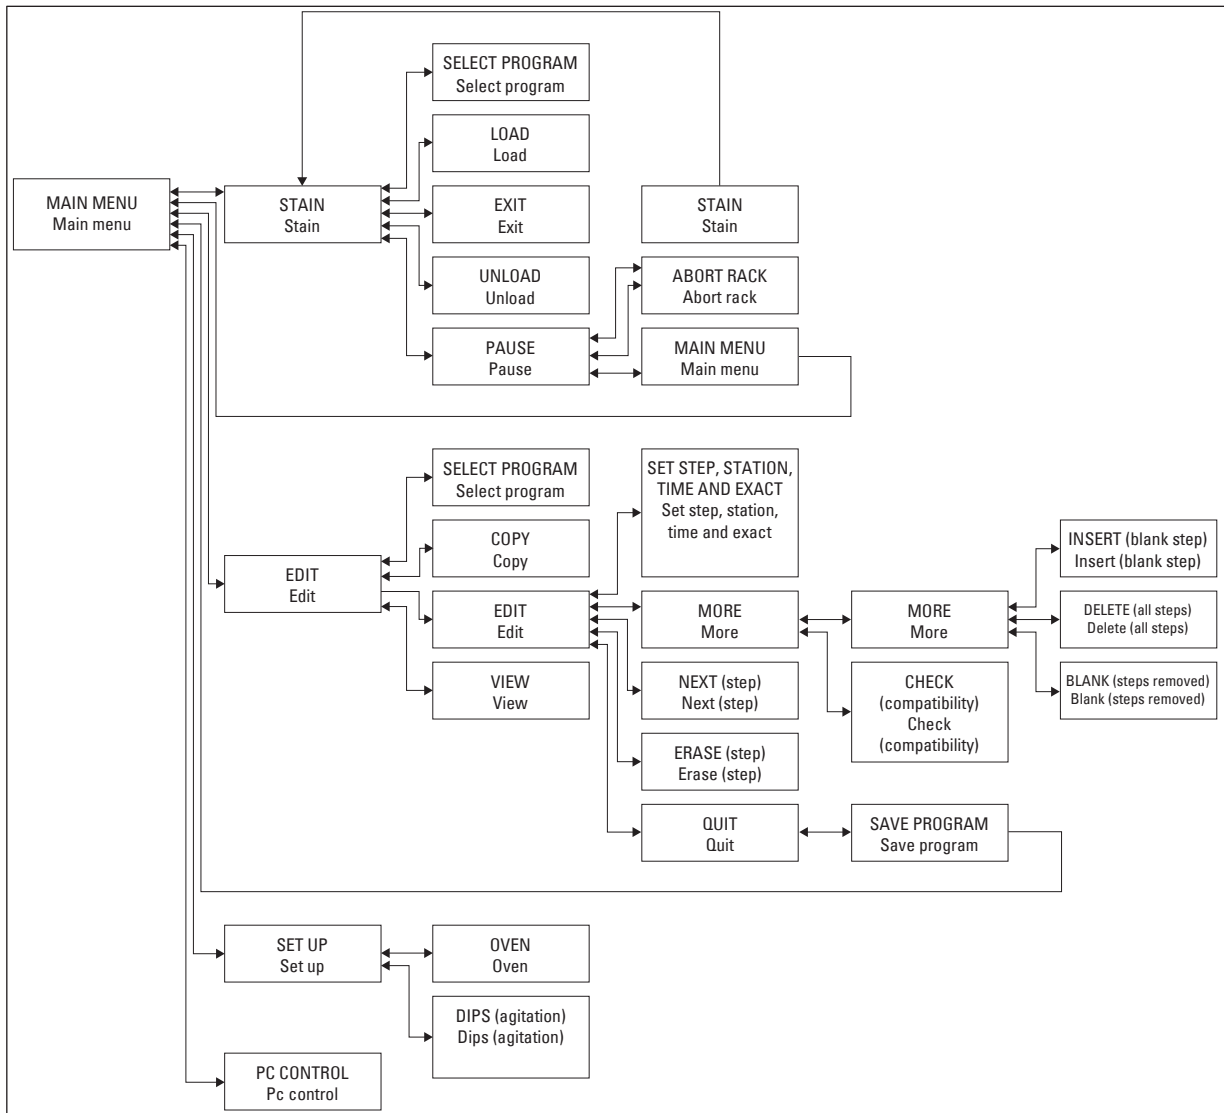 MAIN MENU
Main menu
STAIN
Stain
SELECT PROGRAM
Select program
LOAD
Load
EXIT
Exit
UNLOAD
Unload
PAUSE
Pause
STAIN
Stain
ABORT RACK
Abort rack
MAIN MENU
Main menu
EDIT
Edit
SELECT PROGRAM
Select program
COPY
Copy
EDIT
Edit
VIEW
View
SET STEP, STATION,
TIME AND EXACT
Set step, station,
time and exact
MORE
More
NEXT (step)
Next (step)
ERASE (step)
Erase (step)
QUIT
Quit
MORE
More
CHECK
(compatibility)
Check
(compatibility)
SAVE PROGRAM
Save program
INSERT (blank step)
Insert (blank step)
DELETE (all steps)
Delete (all steps)
BLANK (steps removed)
Blank (steps removed)
SET UP
Set up
OVEN
Oven
DIPS (agitation)
Dips (agitation)
PC CONTROL
Pc control